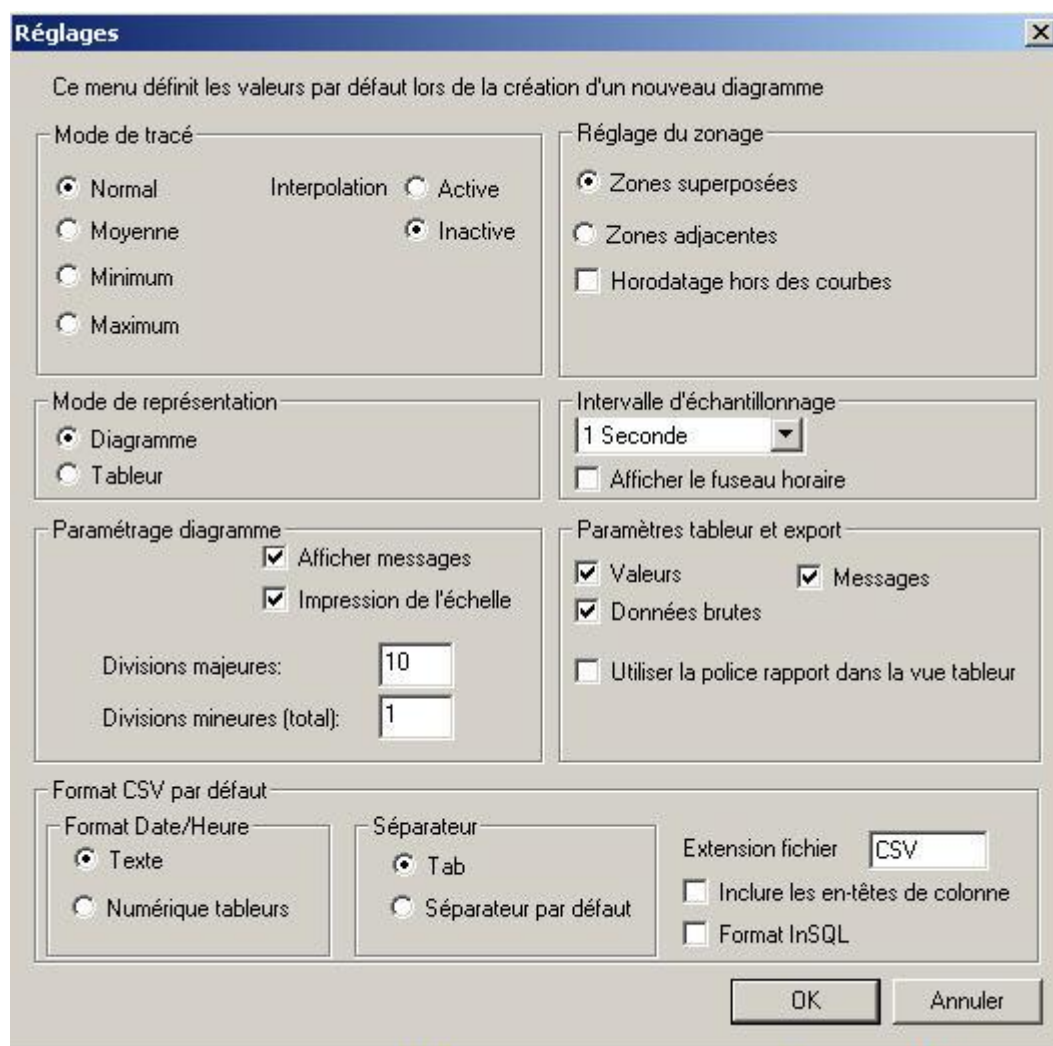 Réglages
Ce menu définit les valeurs par défaut lors de la création d'un nouveau diagramme
Mode de tracé
Normal
Interpolation
Active
Moyenne
Inactive
Minimum
Maximum
Réglage du zonage
Zones superposées
Zones adjacentes
Horodatage hors des courbes
Mode de représentation
Diagramme
Tableur
Intervalle d'échantillonnage
1 Seconde
Afficher le fuseau horaire
Paramétrage diagramme
Afficher messages
Impression de l'échelle
Divisions majeures: 10
Divisions mineures (total): 1
Paramètres tableur et export
Valeurs
Messages
Données brutes
Utiliser la police rapport dans la vue tableur
Format CSV par défaut
Format Date/Heure
Texte
Numérique tableurs
Séparateur
Tab
Séparateur par défaut
Extension fichier CSV
Inclure les en-têtes de colonne
Format InSQL
OK
Annuler